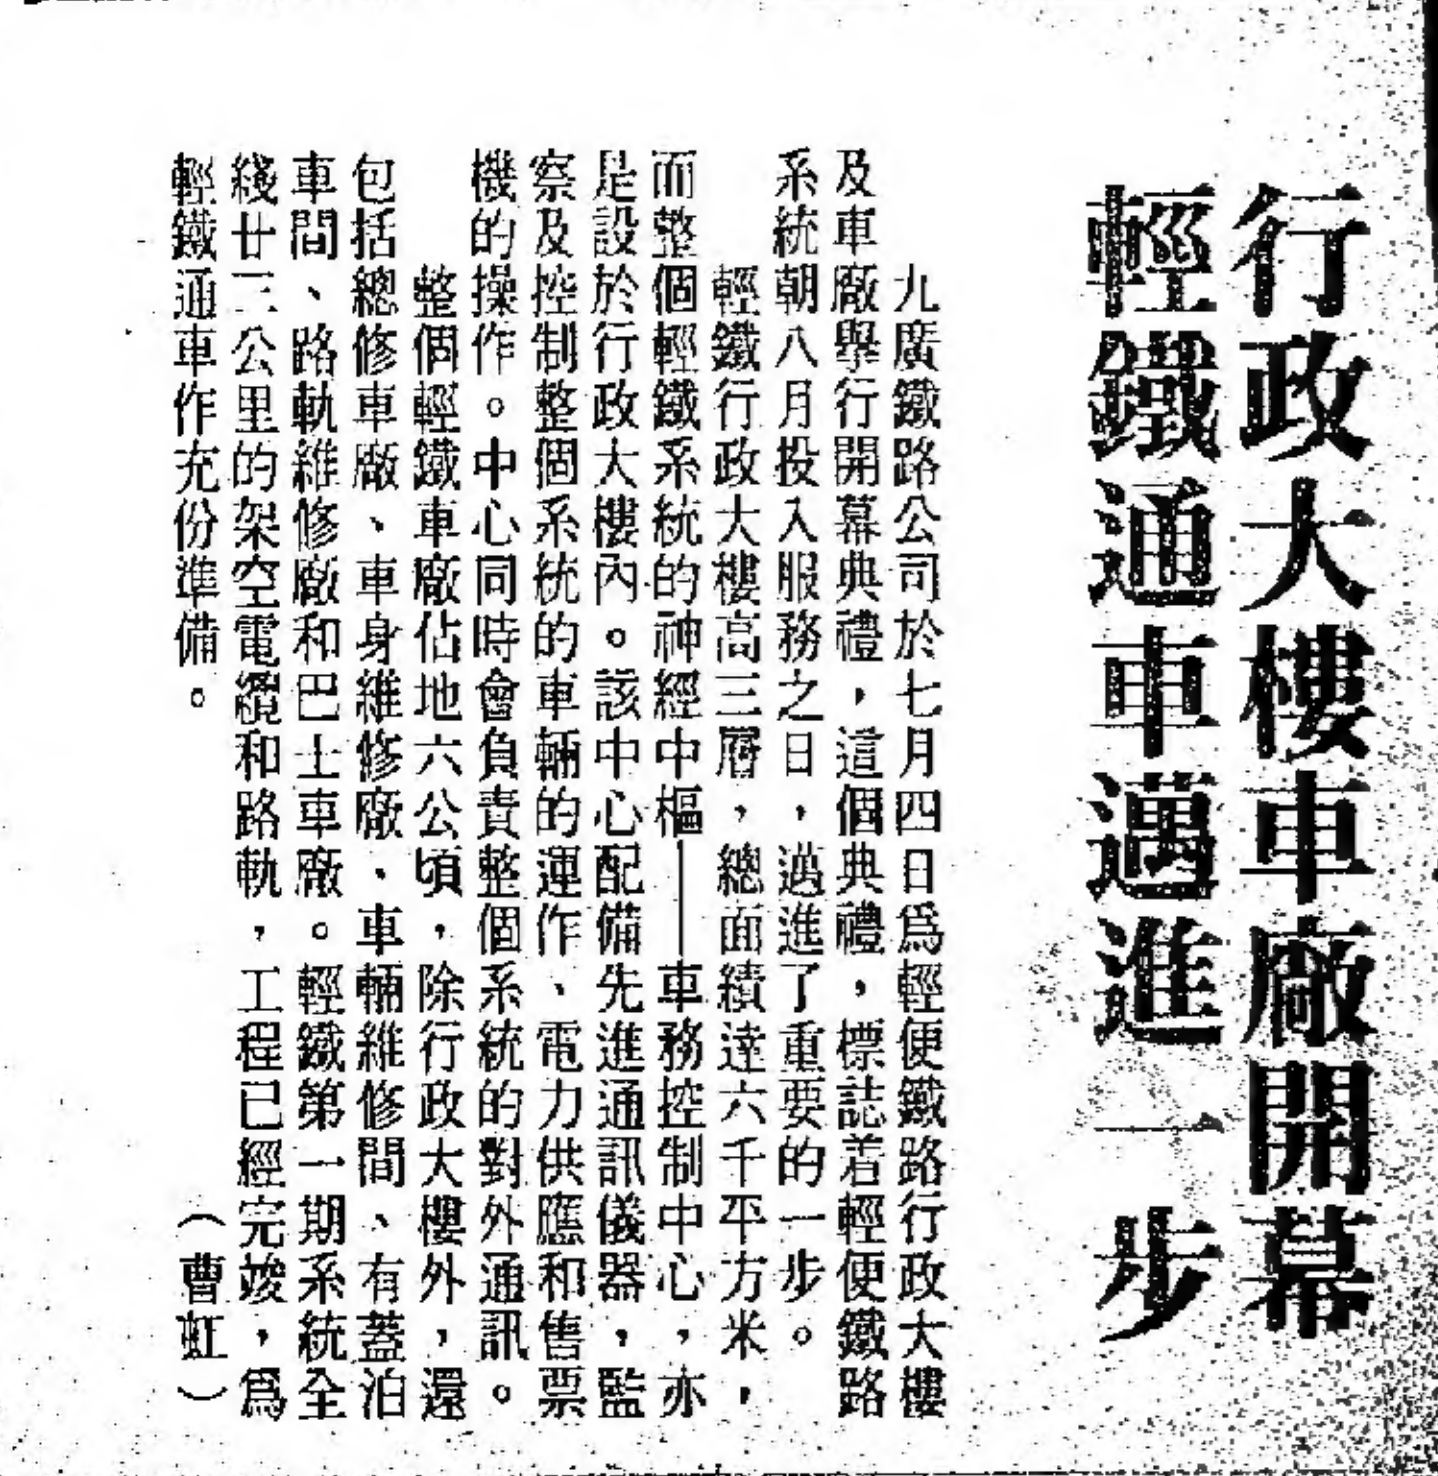 行政大樓車廠開幕
輕鐵通車邁進一步
九廣鐵路公司於七月四日爲輕便鐵路行政大樓
及車廠舉行開幕典禮，這個典禮，標誌着輕便鐵路
系統朝八月投入服務之日，邁進了重要的一步。
輕鐵行政大樓高三層，總面績達六千平方米，
而整個輕鐵系統的神經中樞——車務控制中心，亦
是設於行政大樓內。該中心配備先進通訊儀器，監
察及控制整個系統的車輛的運作、電力供應和售票
機的操作。中心同時會負責整個系統的對外通訊。
整個輕鐵車廠佔地六公頃，除行政大樓外，還
包括總修車廠、車身維修廠、車輛維修間、有蓋泊
車間、路軌維修廠和巴士車廠。輕鐵第一期系統全
綫廿三公里的架空電纜和路軌，工程已經完竣，爲
輕鐵通車作充份準備。
（曹虹）